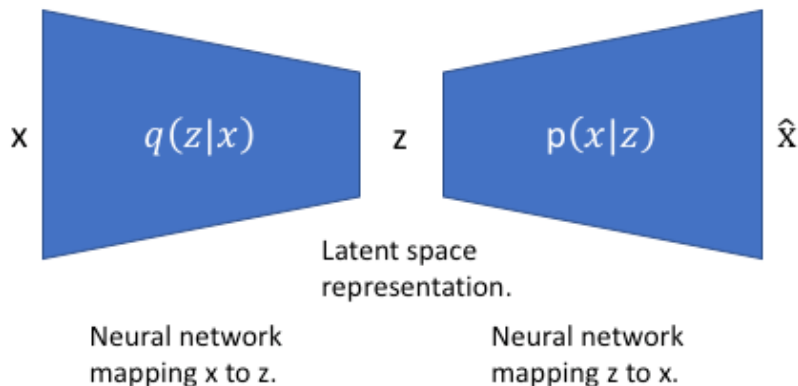 x
q(z|x)
z
p(x|z)
x̂
Latent space
representation.
Neural network
mapping x to z.
Neural network
mapping z to x.